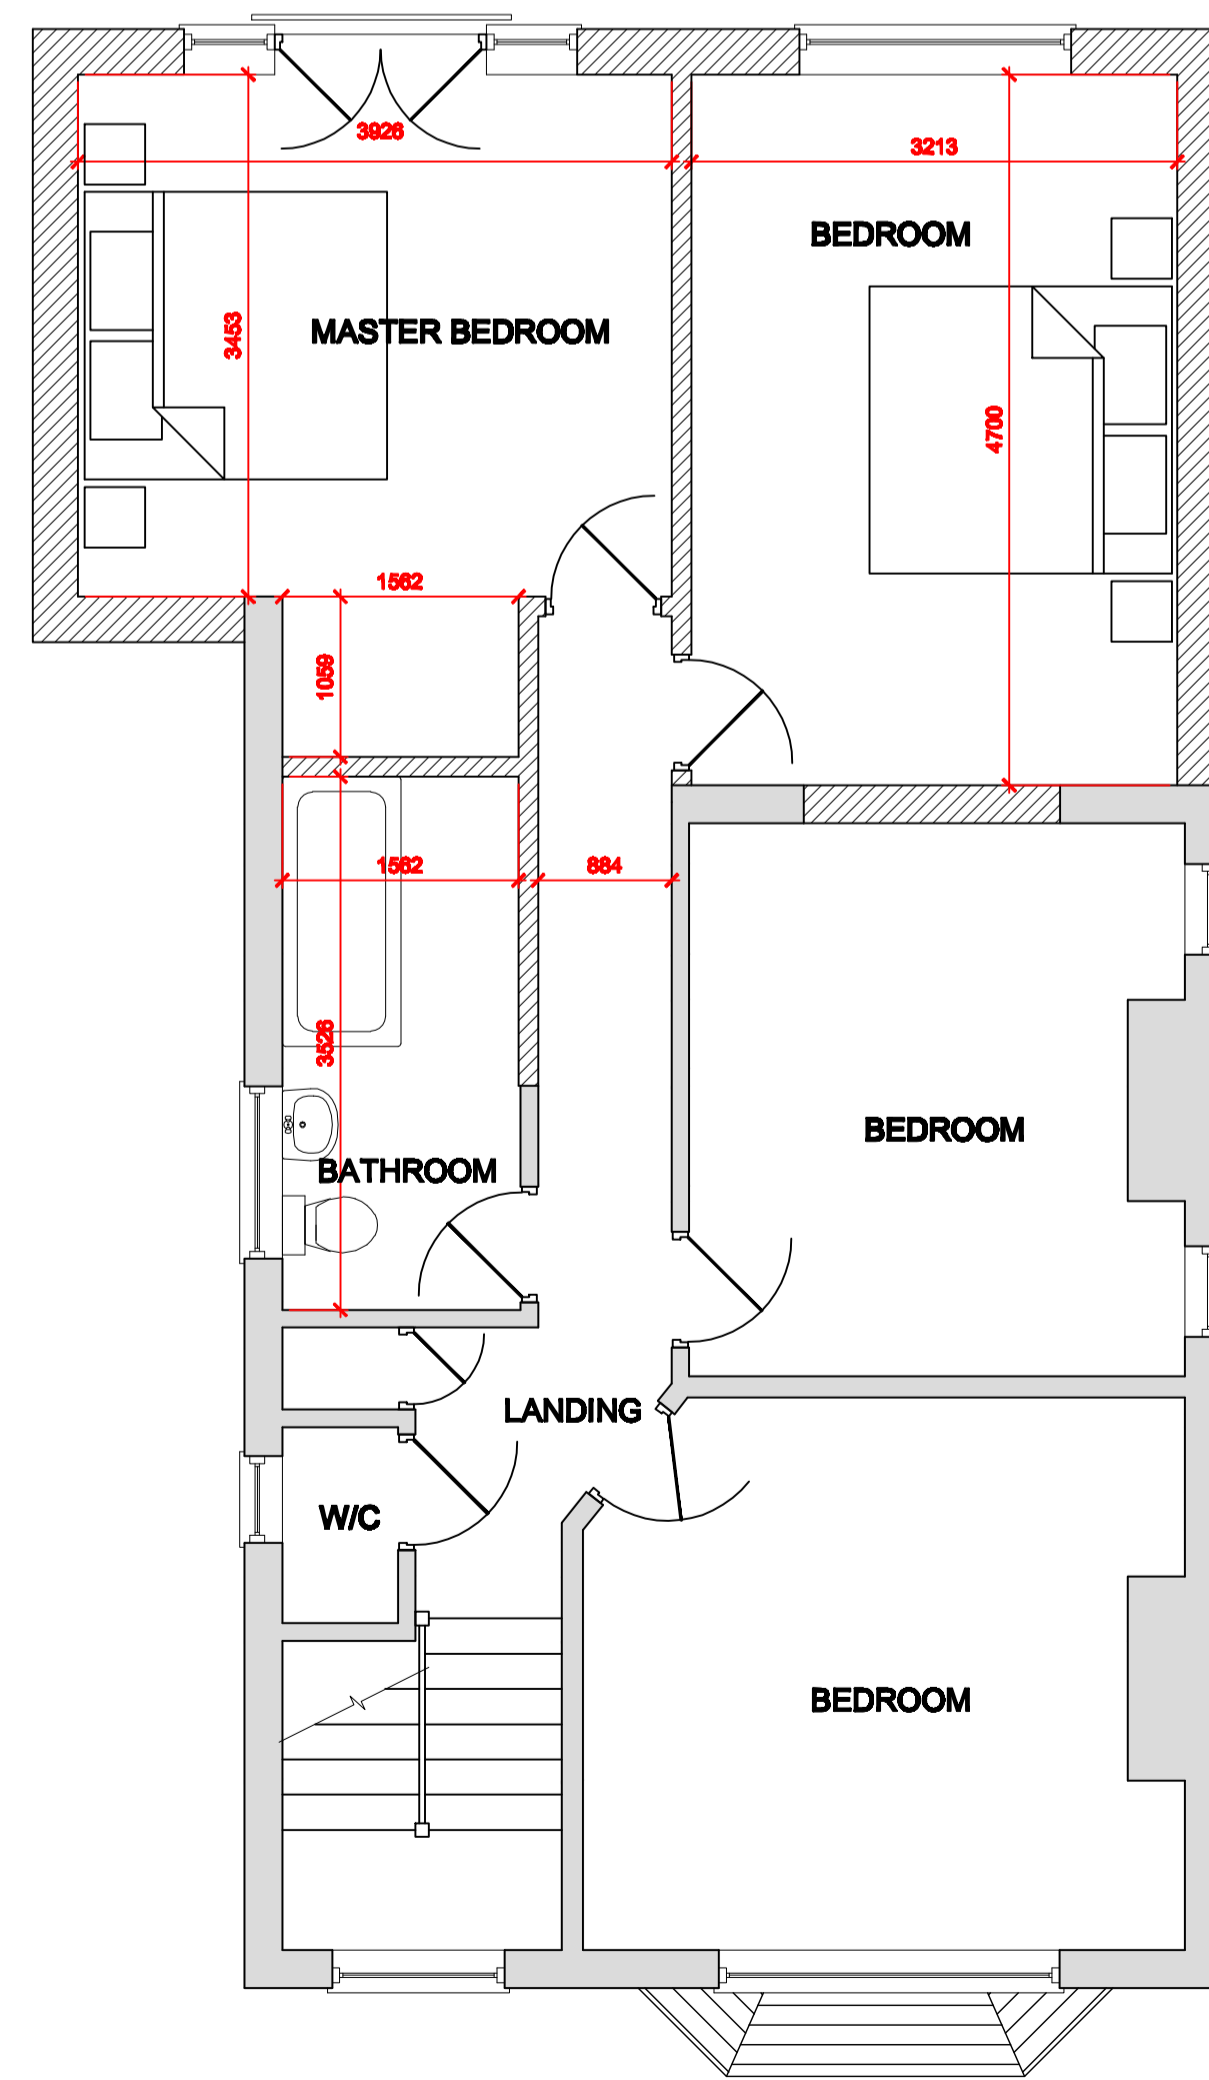 3926
3213
BEDROOM
MASTER BEDROOM
3453
4700
1562
1059
1562
884
3526
BEDROOM
BATHROOM
LANDING
W/C
BEDROOM